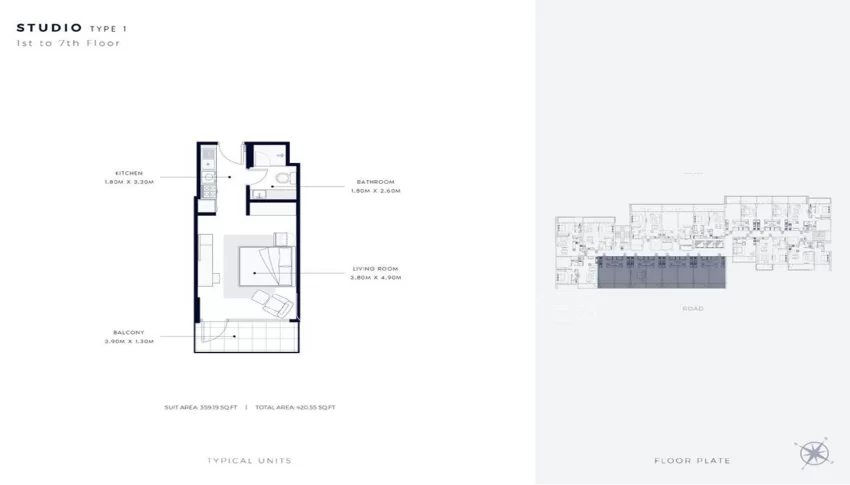 STUDIO TYPE 1
1st to 7th Floor
KITCHEN
1.80M X 3.30M
BATHROOM
1.50M X 2.60M
LIVING ROOM
3.80M X 4.90M
BALCONY
3.90M X 1.30M
SUIT AREA: 359.19 SQ.FT | TOTAL AREA: 420.55 SQ.FT
TYPICAL UNITS
ROAD
FLOOR PLATE